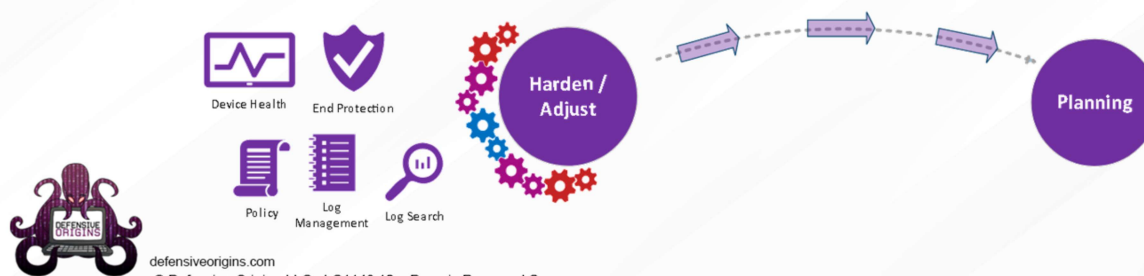 Harden /
Adjust
Planning
Device Health
End Protection
Policy
Log
Management
Log Search
DEFENSIVE
ORIGINS
defensiveorigins.com